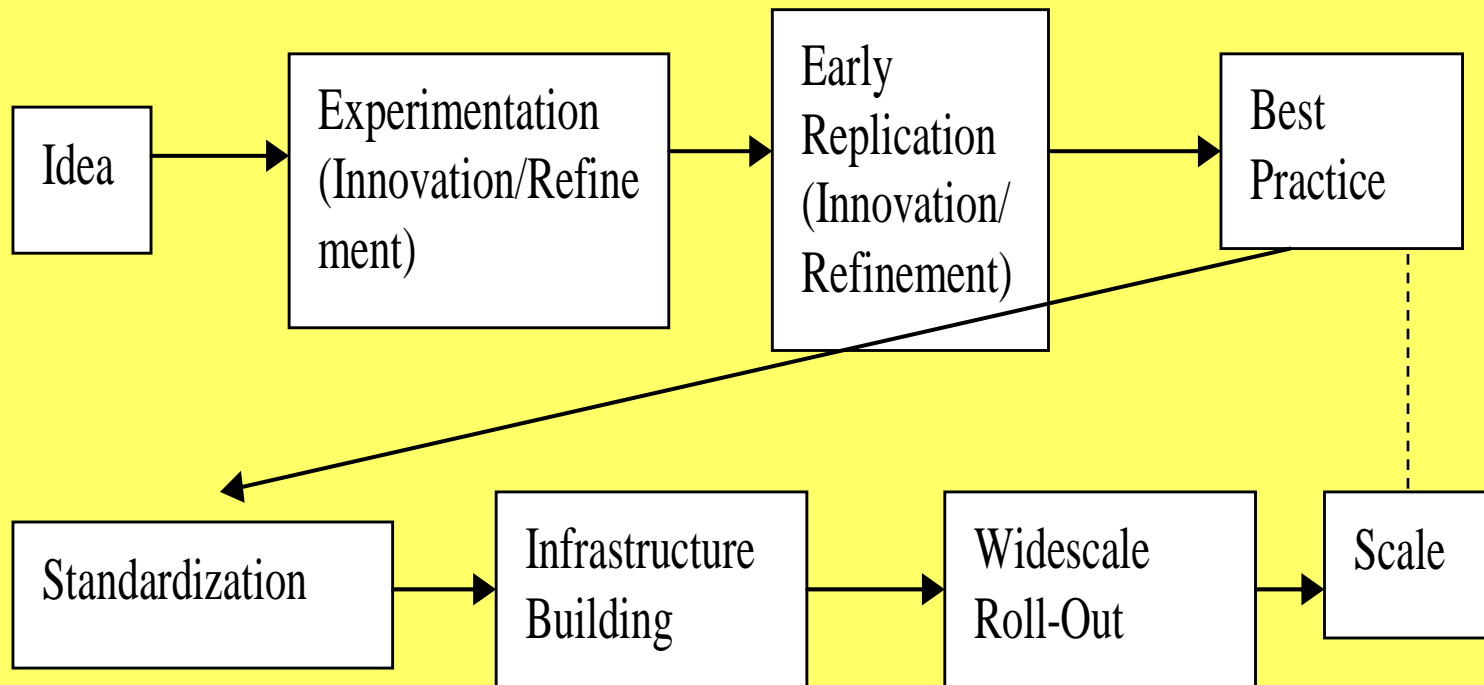 Idea
Experimentation
(Innovation/Refine
ment)
Early
Replication
(Innovation/
Refinement)
Best
Practice
Standardization
Infrastructure
Building
Widescale
Roll-Out
Scale